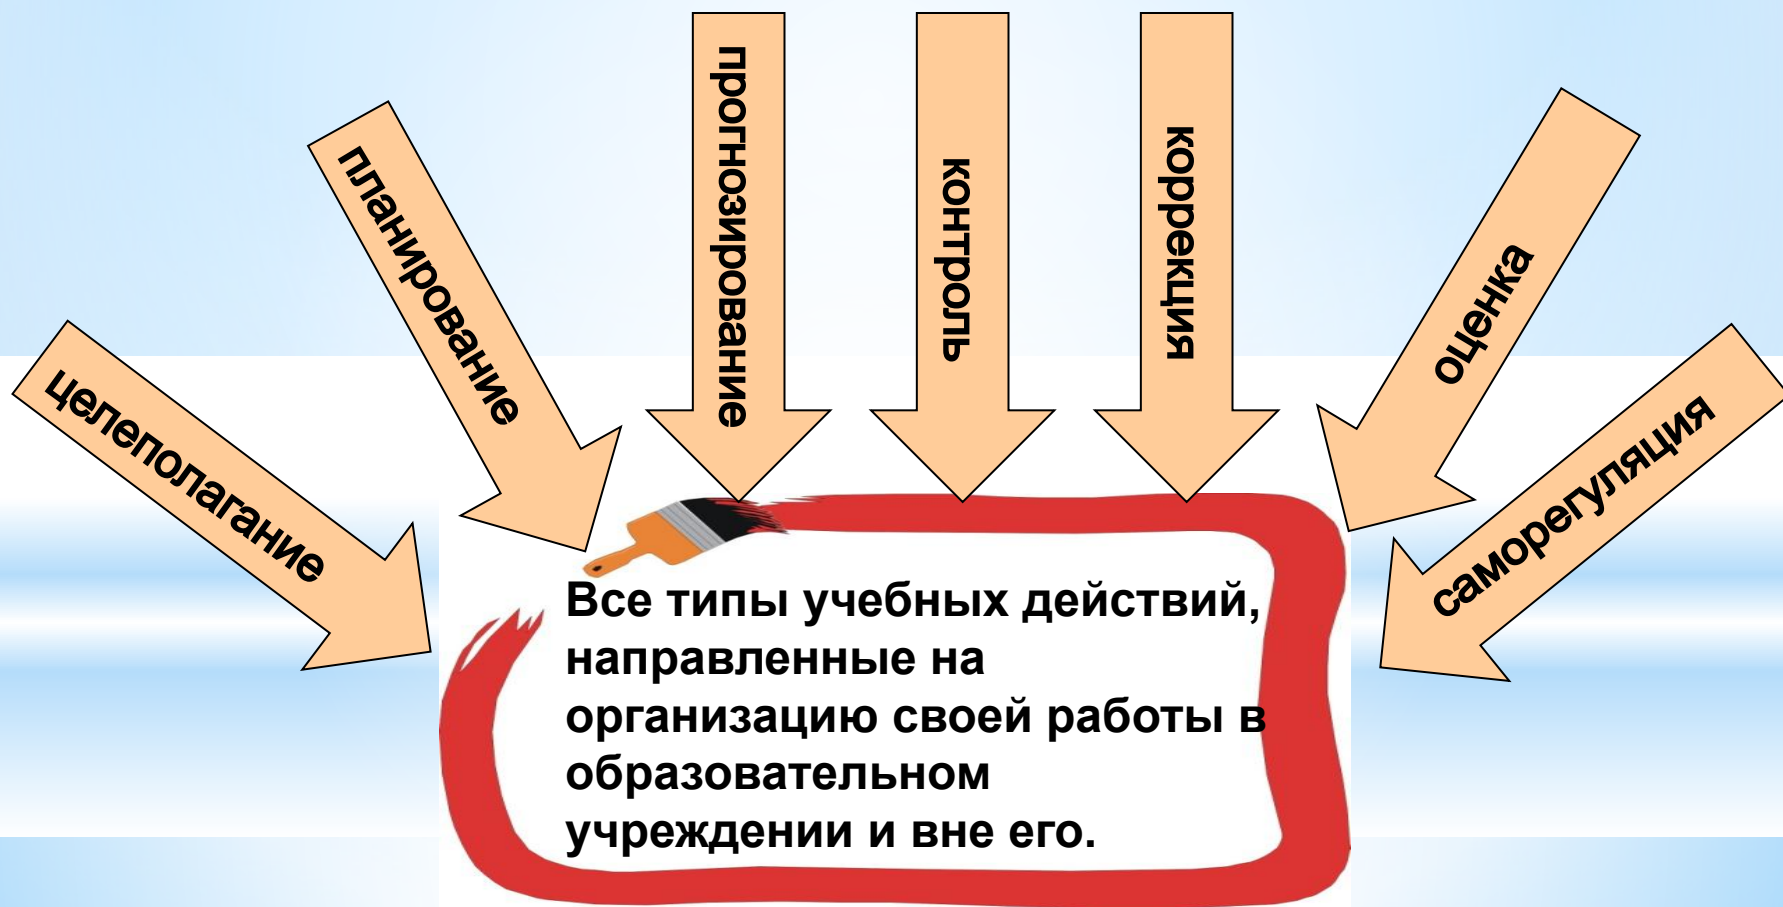 целеполагание
планирование
прогнозирование
контроль
коррекция
оценка
саморегуляция
Все типы учебных действий,
направленные на
организацию своей работы в
образовательном
учреждении и вне его.